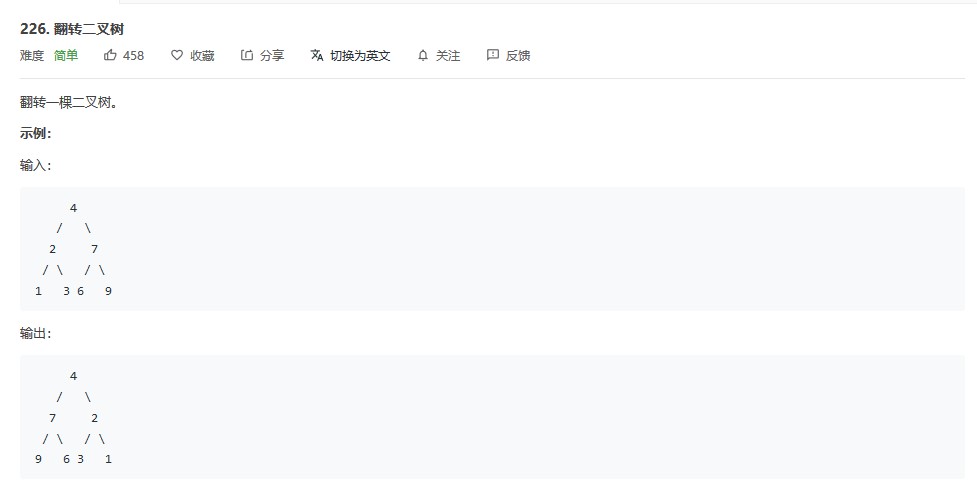 226. 翻转二叉树
难度 简单 458 收藏 分享 切换为英文 关注 反馈
翻转一棵二叉树。
示例：
输入：
     4
   /   \
  2     7
 / \   / \
1   3 6   9
输出：
     4
   /   \
  7     2
 / \   / \
9   6 3   1